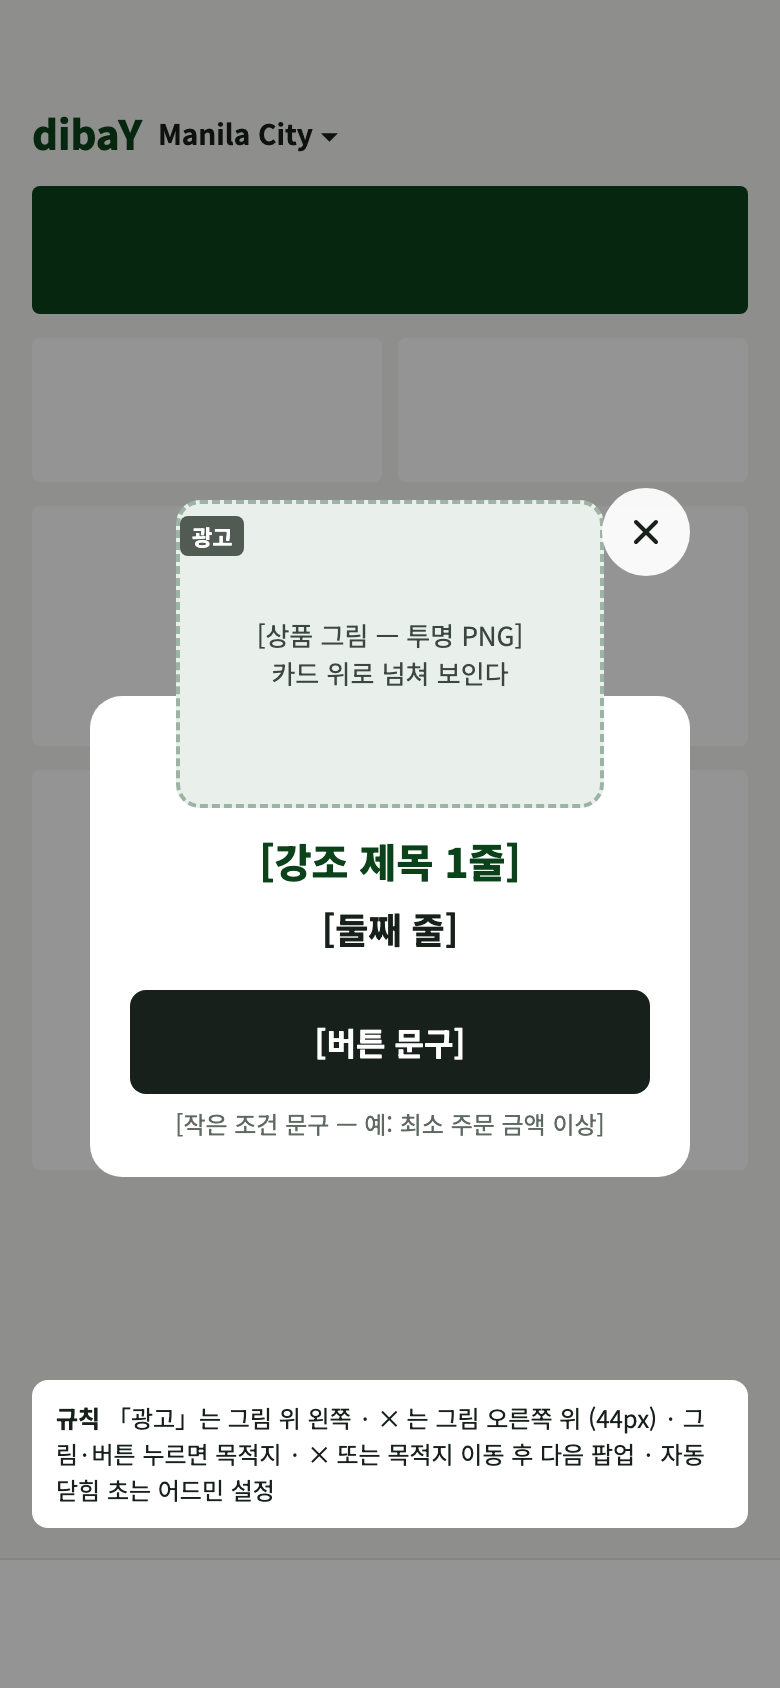 dibaY Manila City
광고
[상품 그림 — 투명 PNG]
카드 위로 넘쳐 보인다
[강조 제목 1줄]
[둘째 줄]
[버튼 문구]
[작은 조건 문구 — 예: 최소 주문 금액 이상]
규칙 「광고」는 그림 위 왼쪽 · × 는 그림 오른쪽 위 (44px) · 그
림·버튼 누르면 목적지 · × 또는 목적지 이동 후 다음 팝업 · 자동
닫힘 초는 어드민 설정